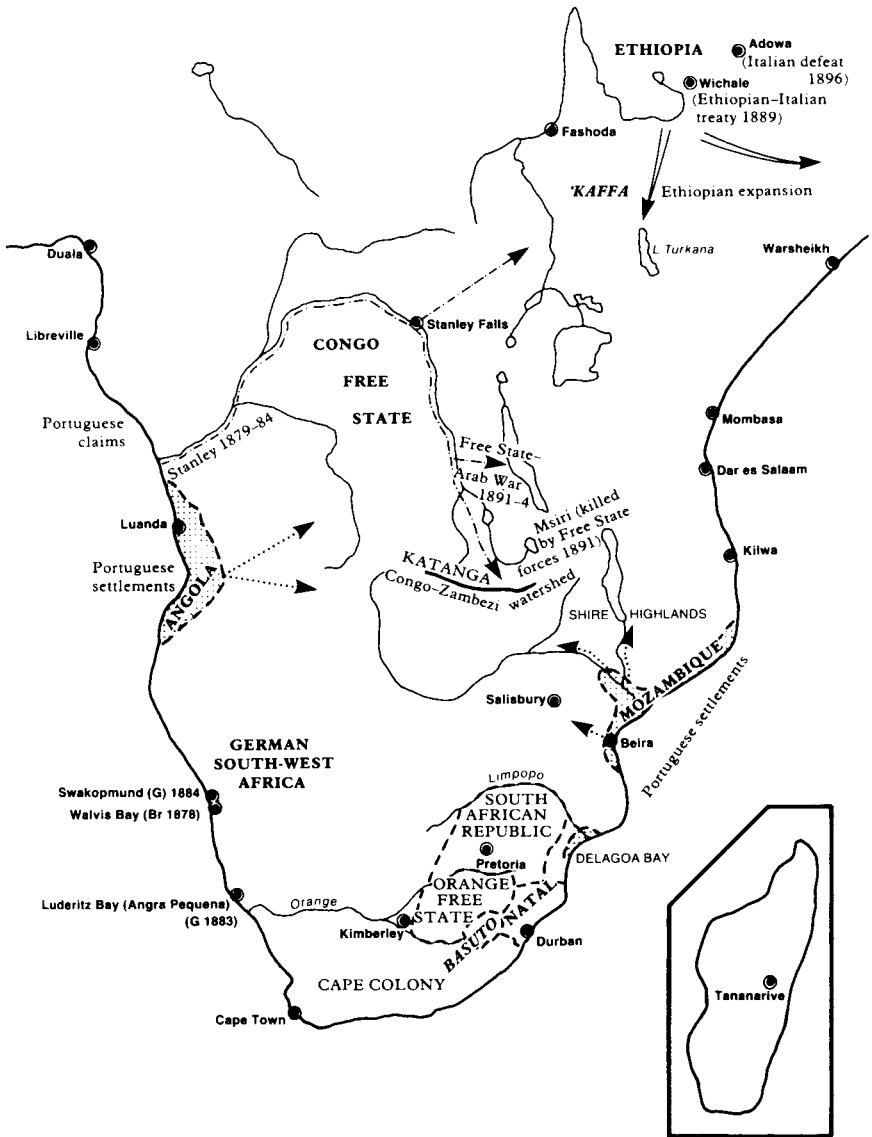 ETHIOPIA
Adowa
(Italian defeat
1896)
Wichale
(Ethiopian–Italian
treaty 1889)
Fashoda
'KAFFA
Ethiopian expansion
L Turkana
Warsheikh
Duala
Libreville
Stanley Falls
CONGO
FREE
STATE
Portuguese
claims
Stanley 1879–84
Mombasa
Free State–
Arab War
1891–4
Dar es Salaam
Luanda
Msiri (killed
by Free State
forces 1891)
Kilwa
Portuguese
settlements
ANGOLA
KATANGA
Congo–Zambezi watershed
SHIRE HIGHLANDS
MOZAMBIQUE
Salisbury
Beira
Portuguese settlements
GERMAN
SOUTH-WEST
AFRICA
Limpopo
Swakopmund (G) 1884
Walvis Bay (Br 1878)
SOUTH
AFRICAN
REPUBLIC
Pretoria
DELAGOA BAY
Luderitz Bay (Angra Pequena)
(G 1883)
Orange
ORANGE
FREE
STATE
Kimberley
BASUTO
NATAL
Durban
CAPE COLONY
Cape Town
Tananarive